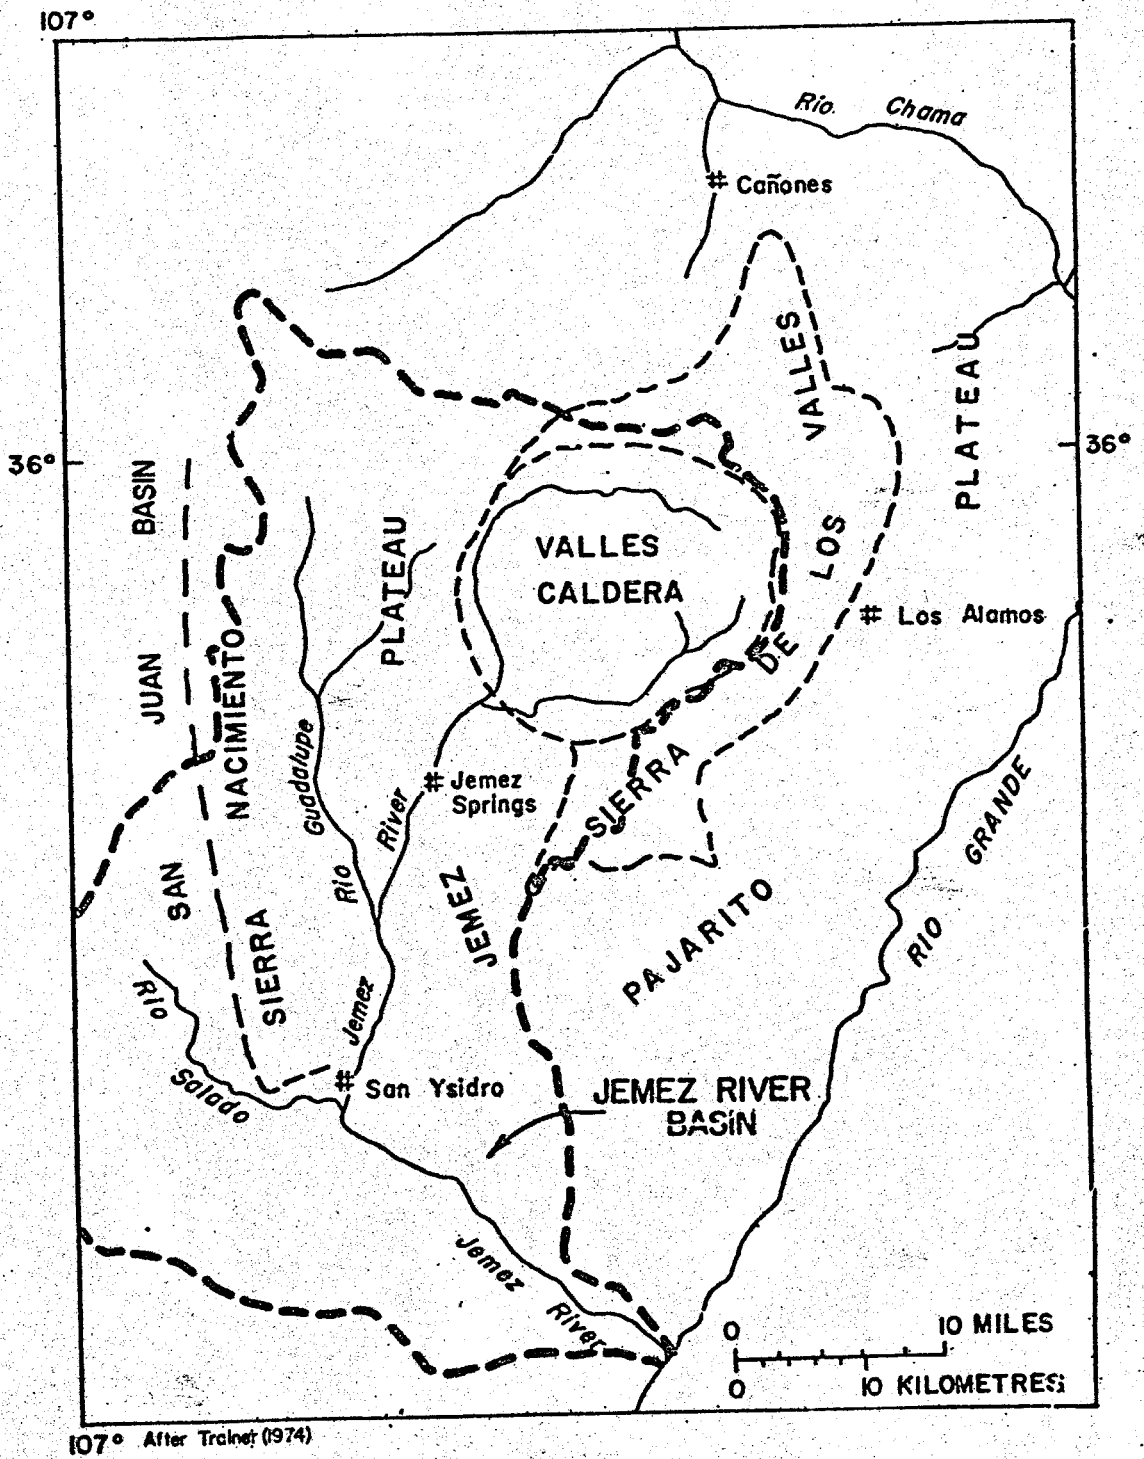 107°
Rio Chama
Cañones
VALLES
PLATEAU
36°
36°
BASIN
PLATEAU
VALLES
CALDERA
LOS
Los Alamos
DE
JUAN
NACIMIENTO
Guadalupe
Jemez
Springs
SIERRA
River
GRANDE
SAN
Rio
JEMEZ
PAJARITO
RIO
SIERRA
Rio
Jemez
Salado
San Ysidro
JEMEZ RIVER
BASIN
Jemez
River
0 10 MILES
0 10 KILOMETRES
107° After Trainer (1974)